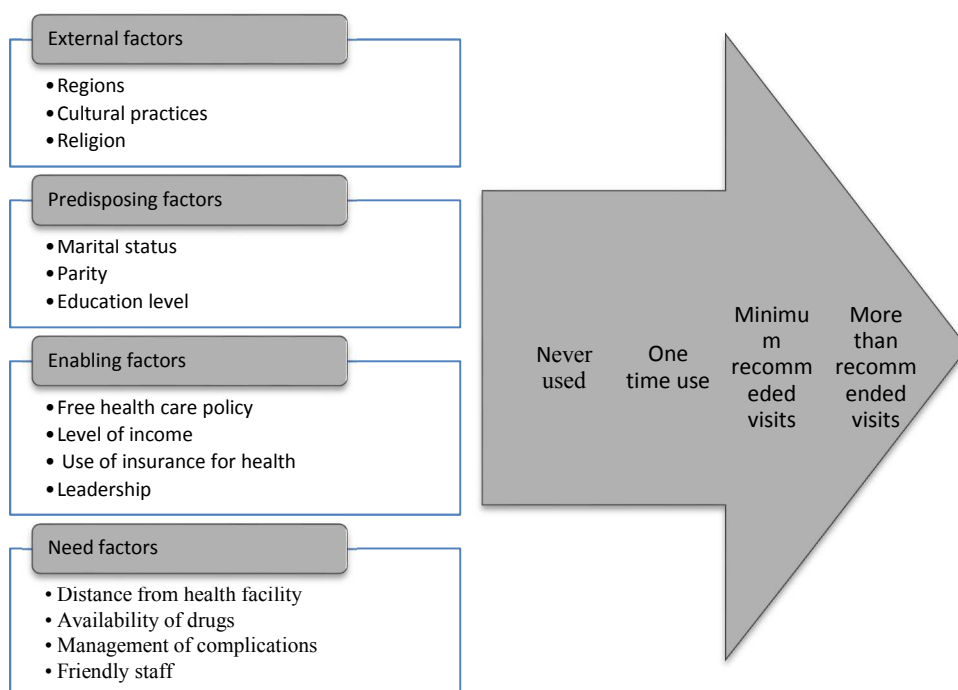 External factors
•Regions
•Cultural practices
•Religion
Predisposing factors
•Marital status
•Parity
•Education level
Enabling factors
•Free health care policy
•Level of income
• Use of insurance for health
•Leadership
Need factors
• Distance from health facility
• Availability of drugs
• Management of complications
• Friendly staff
Never
used
One
time use
Minimu
m
recomm
eded
visits
More
than
recomm
ended
visits